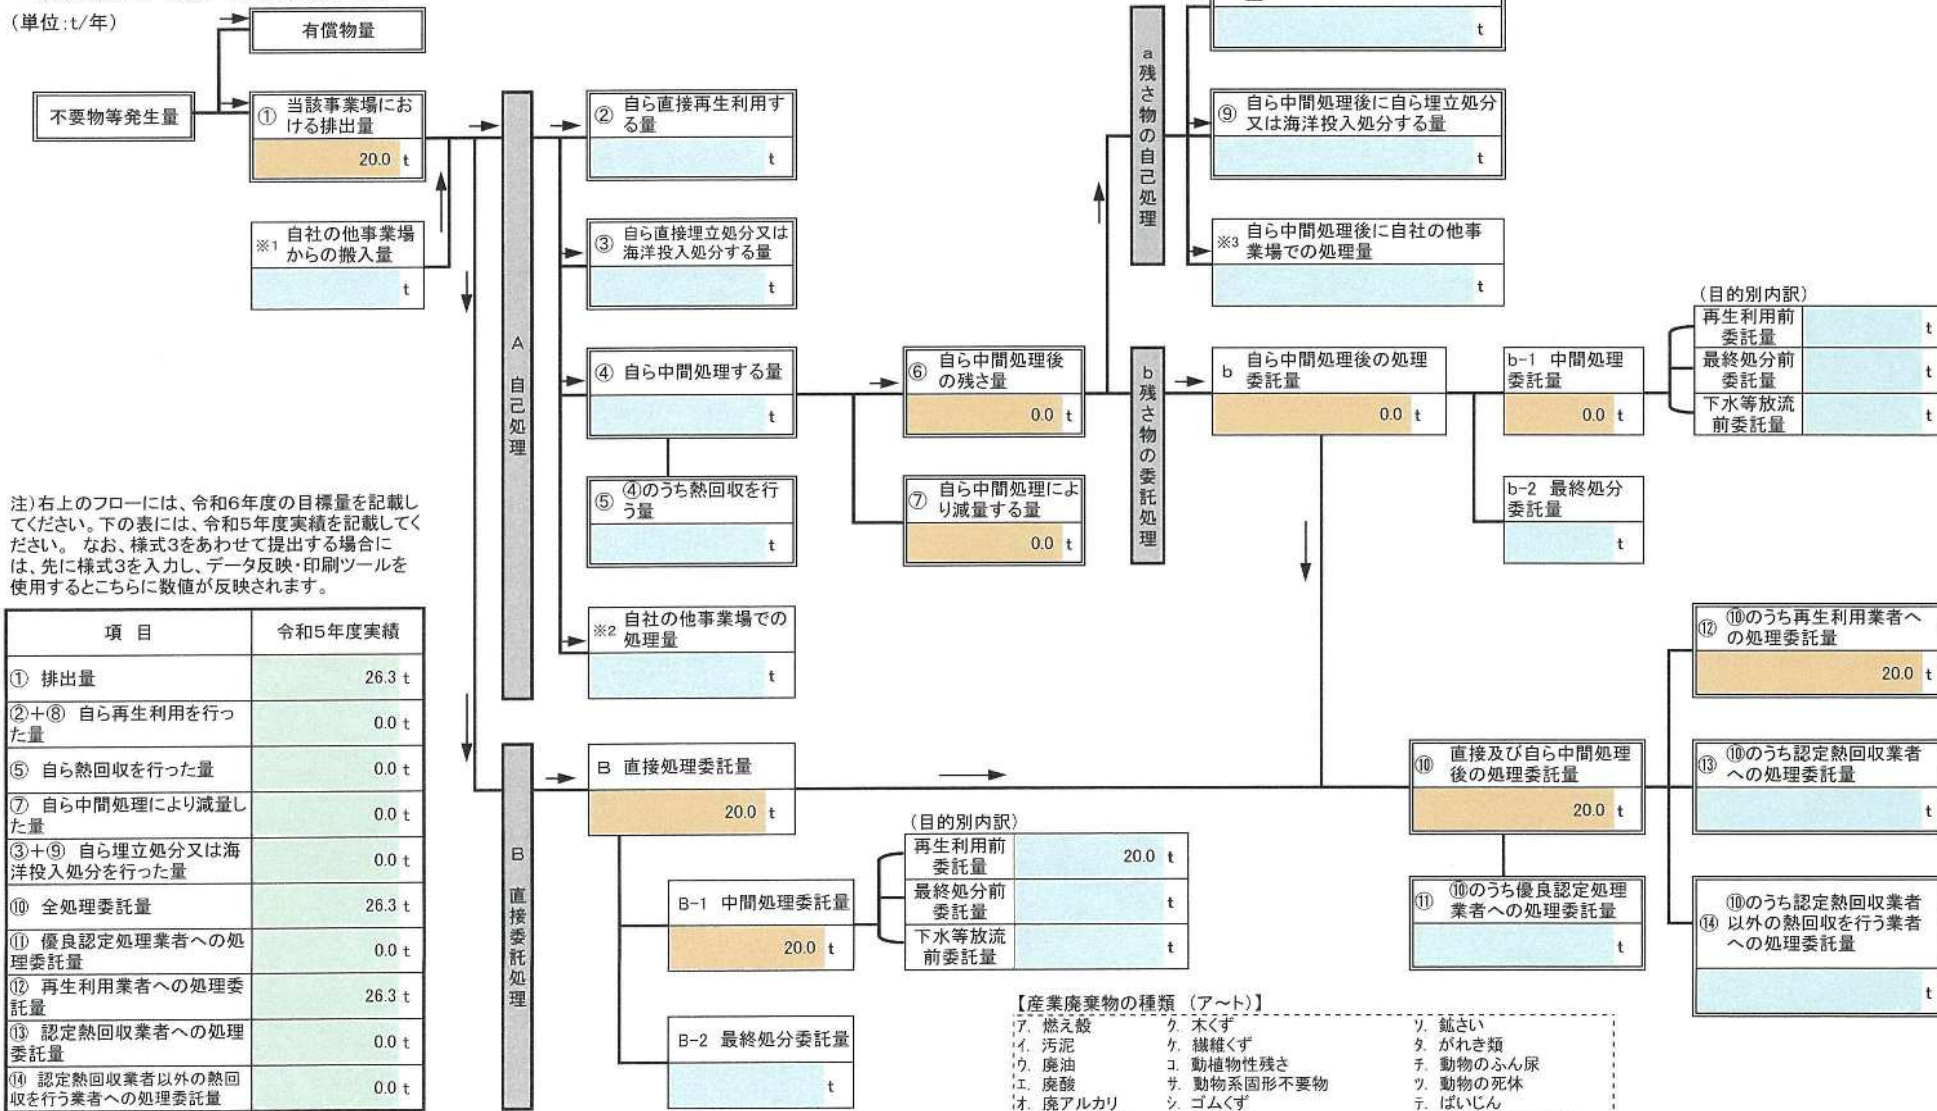 (単位:t/年)
有償物量
不要物等発生量
① 当該事業場にお
ける排出量
20.0 t
※1 自社の他事業場
からの搬入量
t
A 自己処理
② 自ら直接再生利用す
る量
t
③ 自ら直接埋立処分又は
海洋投入処分する量
t
④ 自ら中間処理する量
t
⑤ ④のうち熱回収を行
う量
t
※2 自社の他事業場での
処理量
t
⑥ 自ら中間処理後
の残さ量
0.0 t
⑦ 自ら中間処理によ
り減量する量
0.0 t
a 残さ物の自己処理
t
⑨ 自ら中間処理後に自ら埋立処分
又は海洋投入処分する量
t
※3 自ら中間処理後に自社の他事
業場での処理量
t
b 残さ物の委託処理
b 自ら中間処理後の処理
委託量
0.0 t
b-1 中間処理
委託量
0.0 t
(目的別内訳)
再生利用前
委託量
t
最終処分前
委託量
t
下水等放流
前委託量
t
b-2 最終処分
委託量
t
注)右上のフローには、令和6年度の目標量を記載し
てください。下の表には、令和5年度実績を記載してく
ださい。 なお、様式3をあわせて提出する場合に
は、先に様式3を入力し、データ反映・印刷ツールを
使用するとこちらに数値が反映されます。
項 目 令和5年度実績
① 排出量 26.3 t
②+⑧ 自ら再生利用を行っ
た量 0.0 t
⑤ 自ら熱回収を行った量 0.0 t
⑦ 自ら中間処理により減量し
た量 0.0 t
③+⑨ 自ら埋立処分又は海
洋投入処分を行った量 0.0 t
⑩ 全処理委託量 26.3 t
⑪ 優良認定処理業者への処
理委託量 0.0 t
⑫ 再生利用業者への処理委
託量 26.3 t
⑬ 認定熱回収業者への処理
委託量 0.0 t
⑭ 認定熱回収業者以外の熱回
収を行う業者への処理委託量 0.0 t
B 直接委託処理
B 直接処理委託量
20.0 t
B-1 中間処理委託量
20.0 t
(目的別内訳)
再生利用前
委託量
20.0 t
最終処分前
委託量
t
下水等放流
前委託量
t
B-2 最終処分委託量
t
⑩ 直接及び自ら中間処理
後の処理委託量
20.0 t
⑪ ⑩のうち優良認定処理
業者への処理委託量
t
⑫ ⑩のうち再生利用業者へ
の処理委託量
20.0 t
⑬ ⑩のうち認定熱回収業者
への処理委託量
t
⑭ ⑩のうち認定熱回収業者
以外の熱回収を行う業者
への処理委託量
t
【産業廃棄物の種類 (ア~ト)】
ア. 燃え殻 ク. 木くず ソ. 鉱さい
イ. 汚泥 ケ. 繊維くず タ. がれき類
ウ. 廃油 コ. 動植物性残さ チ. 動物のふん尿
エ. 廃酸 サ. 動物系固形不要物 ツ. 動物の死体
オ. 廃アルカリ シ. ゴムくず テ. ばいじん